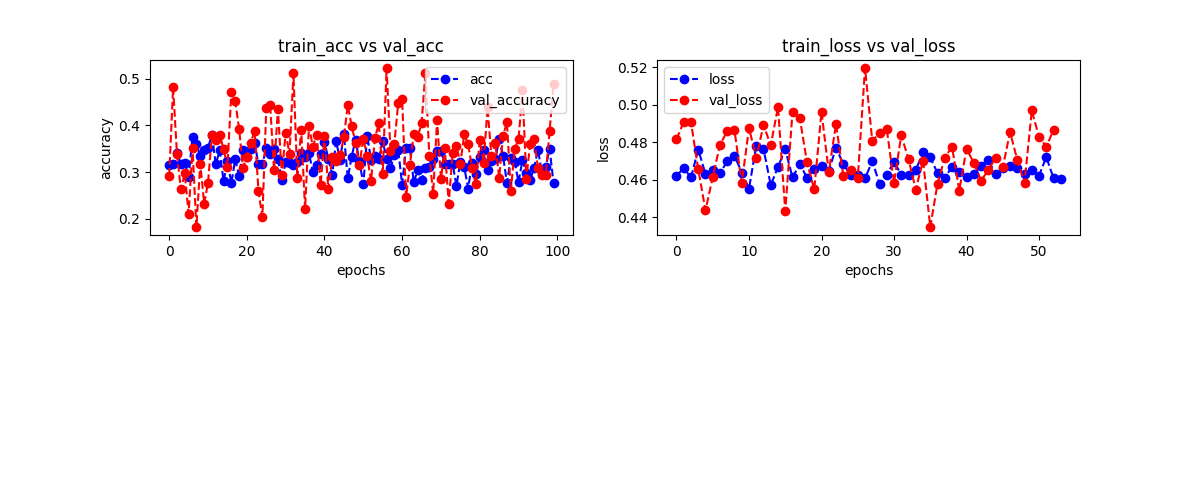 train_acc vs val_acc
0.5
0.4
0.3
0.2
accuracy
acc
val_accuracy
0 20 40 60 80 100
epochs
train_loss vs val_loss
0.52
0.50
0.48
0.46
0.44
loss
loss
val_loss
0 10 20 30 40 50
epochs